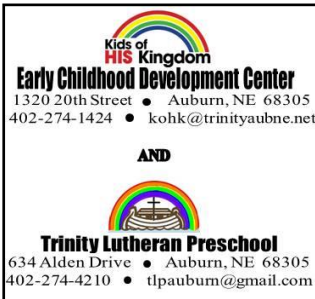 Kids of
HIS Kingdom
Early Childhood Development Center
1320 20th Street ● Auburn, NE 68305
402-274-1424 ● kohk@trinityaubne.net
AND
Trinity Lutheran Preschool
634 Alden Drive ● Auburn, NE 68305
402-274-4210 ● tlpauburn@gmail.com